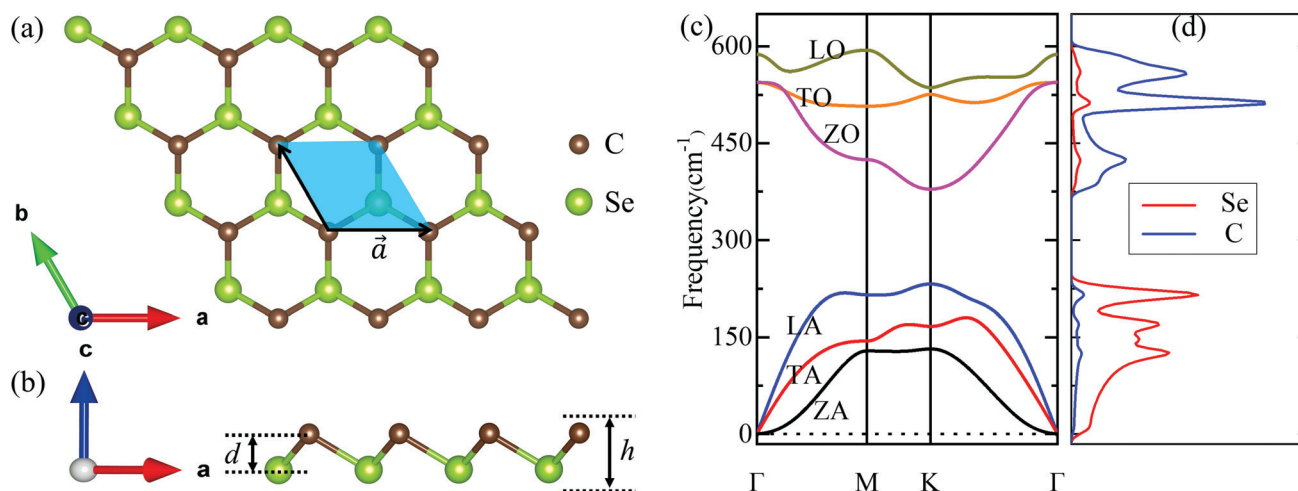 (a)
C
Se
b
a
c
c
a⃗
(b)
a
d
h
(c)
(d)
Frequency(cm⁻¹)
600
450
300
150
0
LO
TO
ZO
LA
TA
ZA
Γ
M
K
Γ
Se
C